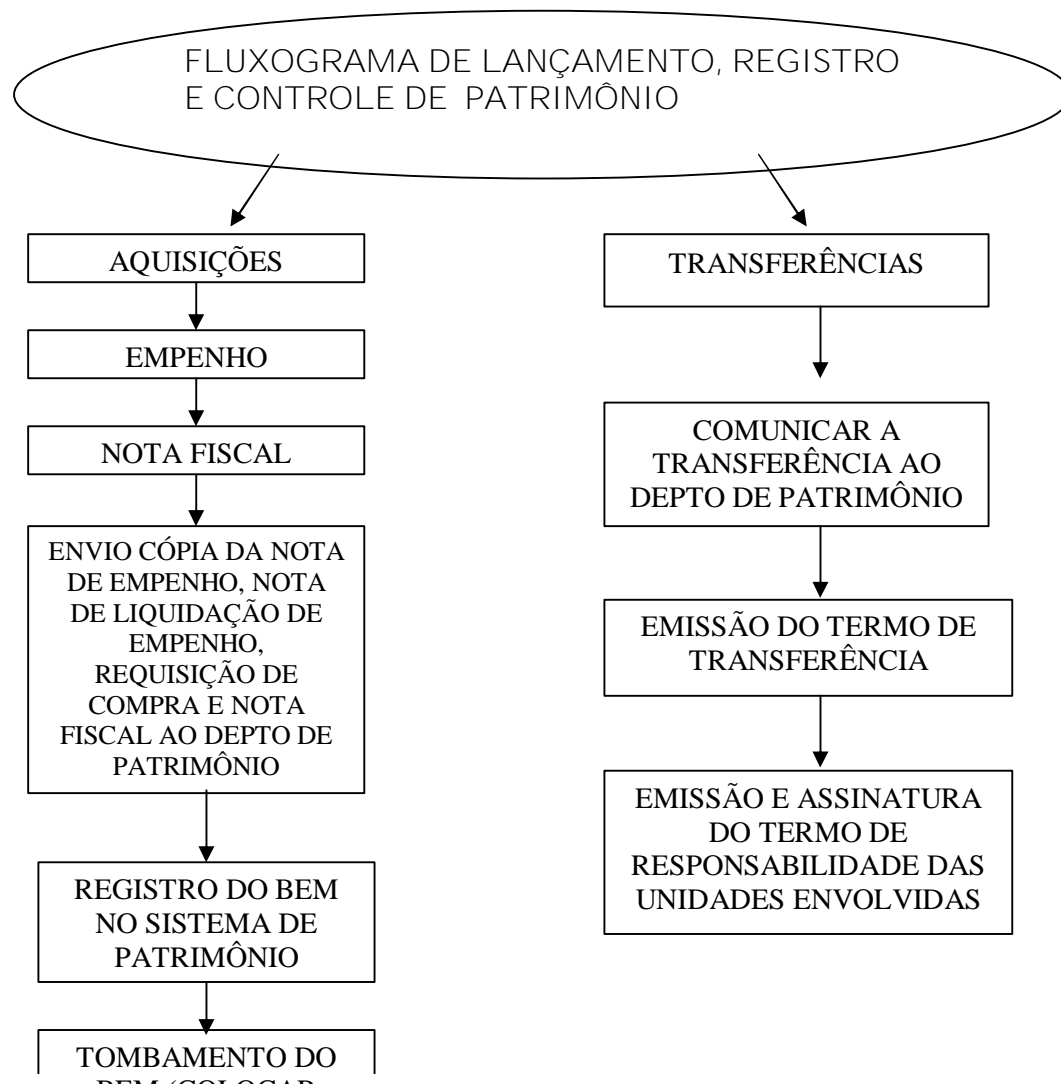 FLUXOGRAMA DE LANÇAMENTO, REGISTRO
E CONTROLE DE PATRIMÔNIO
AQUISIÇÕES
EMPENHO
NOTA FISCAL
ENVIO CÓPIA DA NOTA
DE EMPENHO, NOTA
DE LIQUIDAÇÃO DE
EMPENHO,
REQUISIÇÃO DE
COMPRA E NOTA
FISCAL AO DEPTO DE
PATRIMÔNIO
REGISTRO DO BEM
NO SISTEMA DE
PATRIMÔNIO
TOMBAMENTO DO
BEM (COLOCAR
TRANSFERÊNCIAS
COMUNICAR A
TRANSFERÊNCIA AO
DEPTO DE PATRIMÔNIO
EMISSÃO DO TERMO DE
TRANSFERÊNCIA
EMISSÃO E ASSINATURA
DO TERMO DE
RESPONSABILIDADE DAS
UNIDADES ENVOLVIDAS